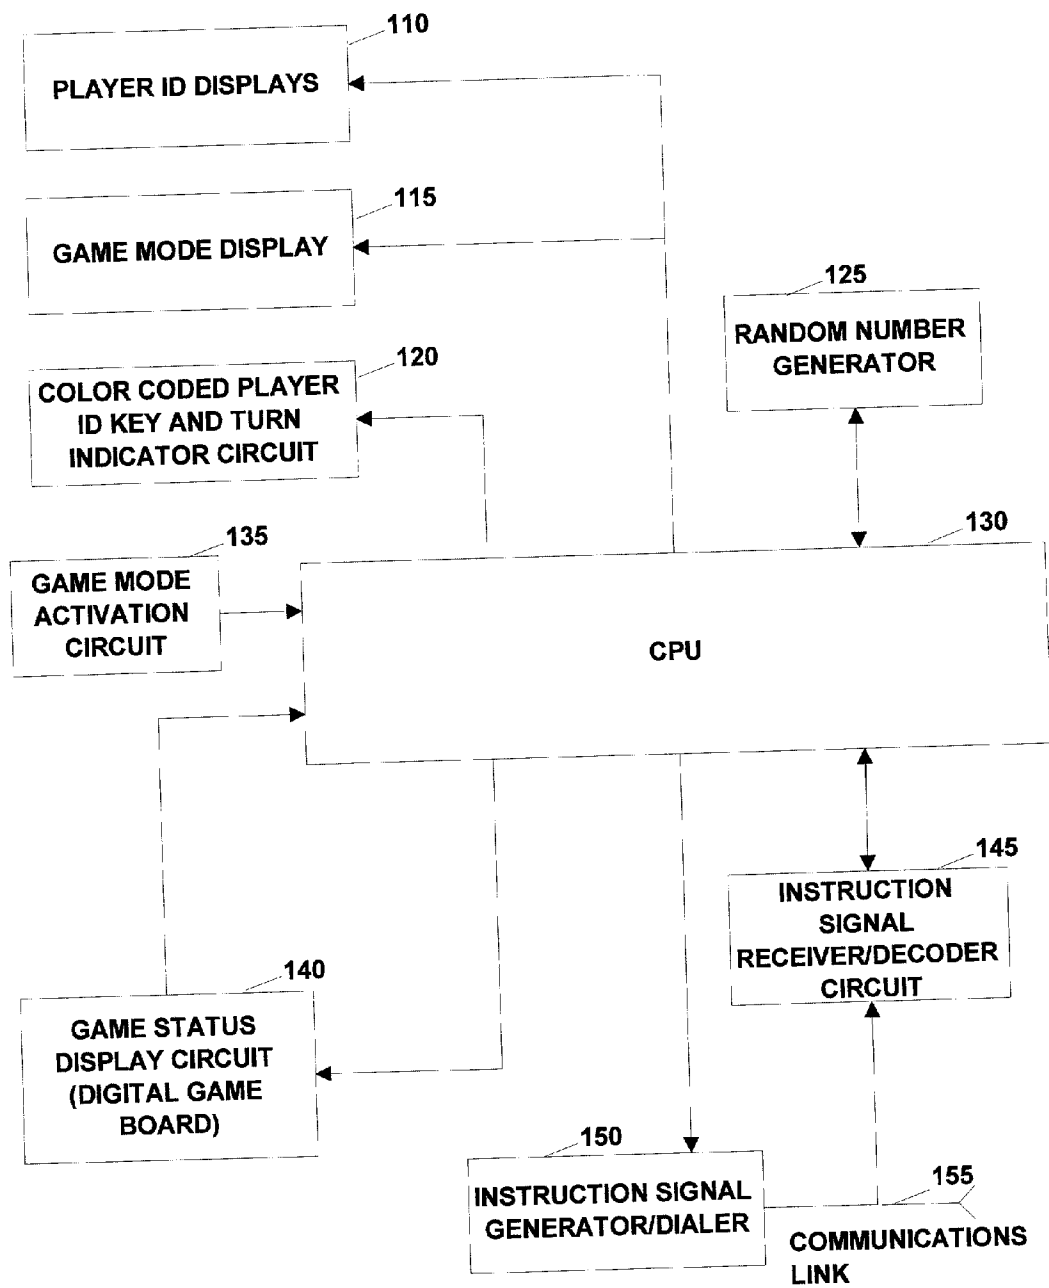 110
PLAYER ID DISPLAYS
115
GAME MODE DISPLAY
125
RANDOM NUMBER
GENERATOR
120
COLOR CODED PLAYER
ID KEY AND TURN
INDICATOR CIRCUIT
135
GAME MODE
ACTIVATION
CIRCUIT
130
CPU
145
INSTRUCTION
SIGNAL
RECEIVER/DECODER
CIRCUIT
140
GAME STATUS
DISPLAY CIRCUIT
(DIGITAL GAME
BOARD)
150
INSTRUCTION SIGNAL
GENERATOR/DIALER
155
COMMUNICATIONS
LINK